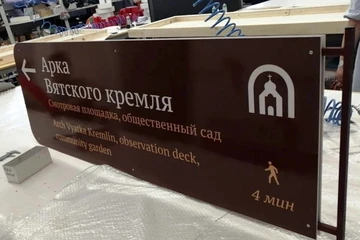 Арка
Вятского кремля
Смотровая площадка, общественный сад
Arch Vyatka Kremlin, observation deck,
community garden
4 мин